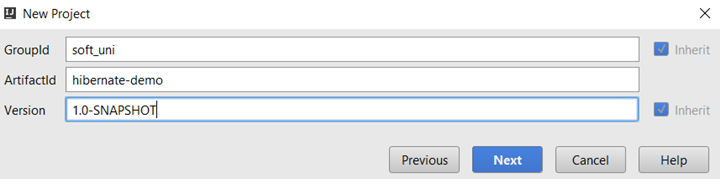 New Project
GroupId soft_uni Inherit
ArtifactId hibernate-demo
Version 1.0-SNAPSHOT Inherit
Previous Next Cancel Help